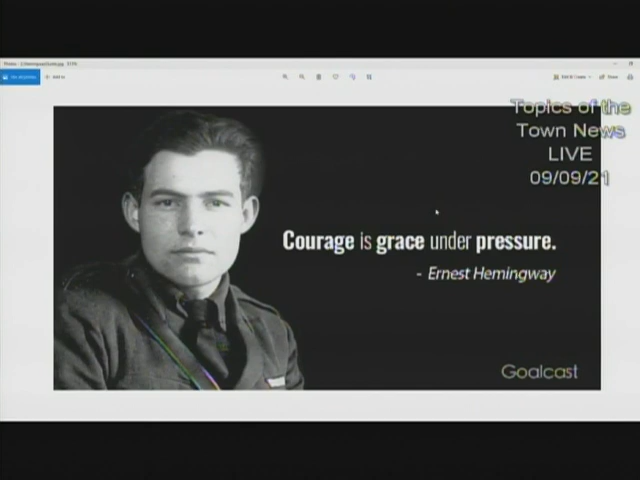 Topics of the
Town News
LIVE
09/09/21
Courage is grace under pressure.
- Ernest Hemingway
Goalcast